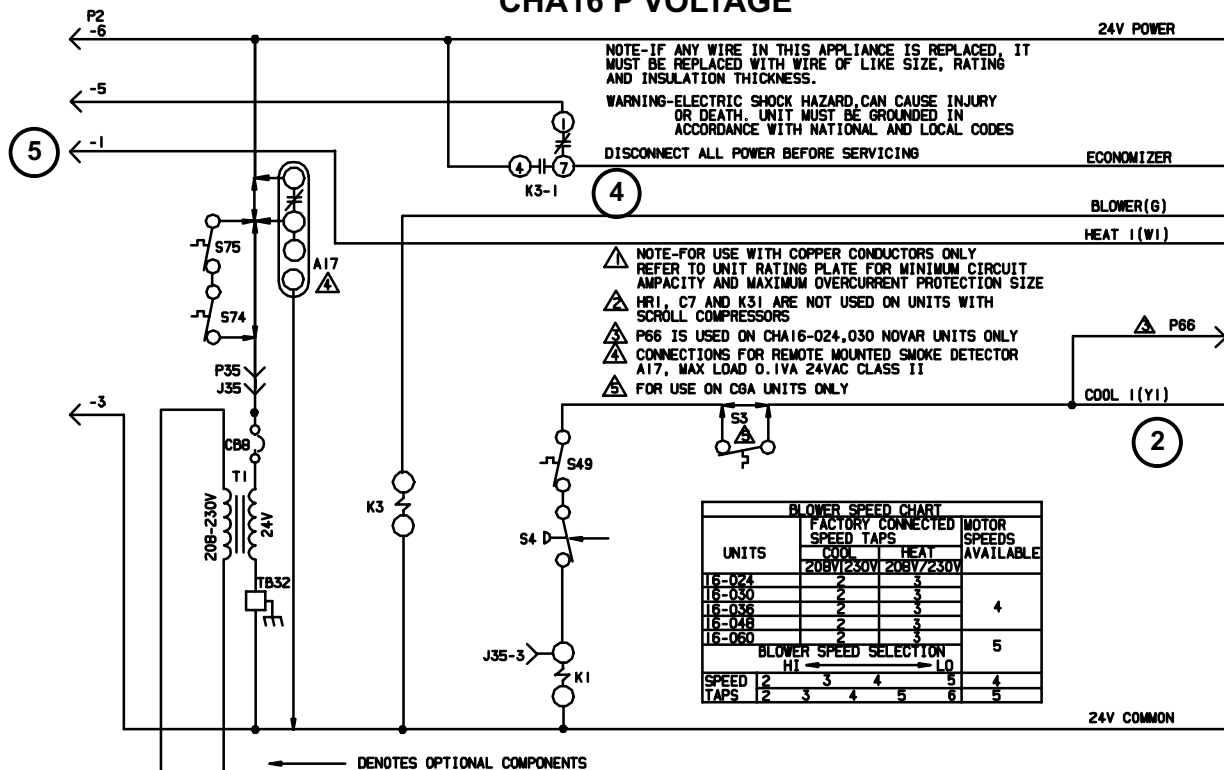 CHA16 P VOLTAGE
P2
-6
24V POWER
NOTE-IF ANY WIRE IN THIS APPLIANCE IS REPLACED, IT
MUST BE REPLACED WITH WIRE OF LIKE SIZE, RATING
AND INSULATION THICKNESS.
-5
WARNING-ELECTRIC SHOCK HAZARD,CAN CAUSE INJURY
OR DEATH. UNIT MUST BE GROUNDED IN
ACCORDANCE WITH NATIONAL AND LOCAL CODES
1
5
-1
DISCONNECT ALL POWER BEFORE SERVICING
ECONOMIZER
4
7
K3-1
4
BLOWER(G)
HEAT 1(W1)
S75
A17
4
S74
1 NOTE-FOR USE WITH COPPER CONDUCTORS ONLY
REFER TO UNIT RATING PLATE FOR MINIMUM CIRCUIT
AMPACITY AND MAXIMUM OVERCURRENT PROTECTION SIZE
2 HR1, C7 AND K31 ARE NOT USED ON UNITS WITH
SCROLL COMPRESSORS
3 P66 IS USED ON CHA16-024,030 NOVAR UNITS ONLY
4 CONNECTIONS FOR REMOTE MOUNTED SMOKE DETECTOR
A17, MAX LOAD 0.1VA 24VAC CLASS II
5 FOR USE ON CGA UNITS ONLY
3 P66
P35
J35
-3
COOL 1(Y1)
2
S3
5
CB8
T1
208-230V
24V
S49
K3
S4
TB32
J35-3
K1
BLOWER SPEED CHART
UNITS
FACTORY CONNECTED
SPEED TAPS
MOTOR
SPEEDS
AVAILABLE
COOL HEAT
208V|230V 208V/230V
16-024 2 3
16-030 2 3
16-036 2 3
4
16-048 2 3
16-060 2 3
5
BLOWER SPEED SELECTION
HI LO
SPEED 2 3 4 5 4
TAPS 2 3 4 5 6 5
24V COMMON
DENOTES OPTIONAL COMPONENTS